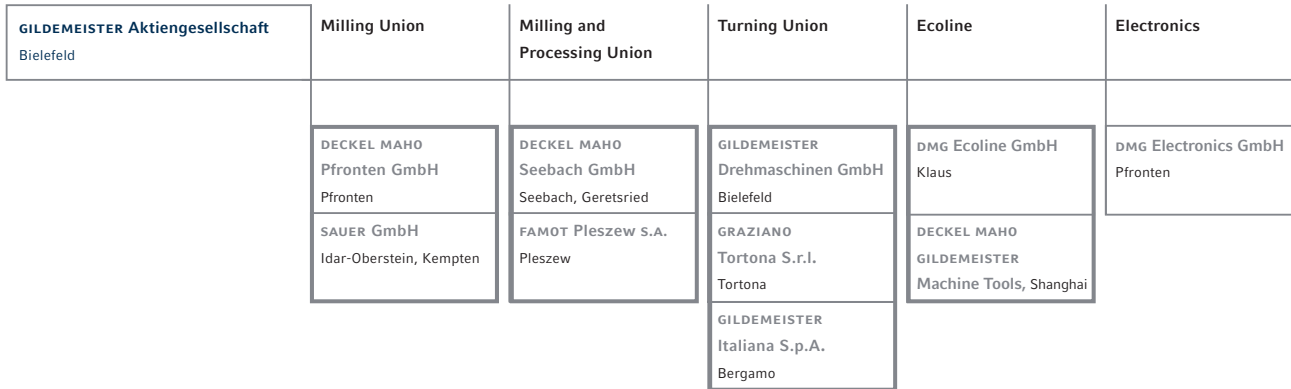 GILDEMEISTER Aktiengesellschaft
Bielefeld
Milling Union
Milling and
Processing Union
Turning Union
Ecoline
Electronics
DECKEL MAHO
Pfronten GmbH
Pfronten
SAUER GmbH
Idar-Oberstein, Kempten
DECKEL MAHO
Seebach GmbH
Seebach, Geretsried
FAMOT Pleszew S.A.
Pleszew
GILDEMEISTER
Drehmaschinen GmbH
Bielefeld
GRAZIANO
Tortona S.r.l.
Tortona
GILDEMEISTER
Italiana S.p.A.
Bergamo
DMG Ecoline GmbH
Klaus
DECKEL MAHO
GILDEMEISTER
Machine Tools, Shanghai
DMG Electronics GmbH
Pfronten